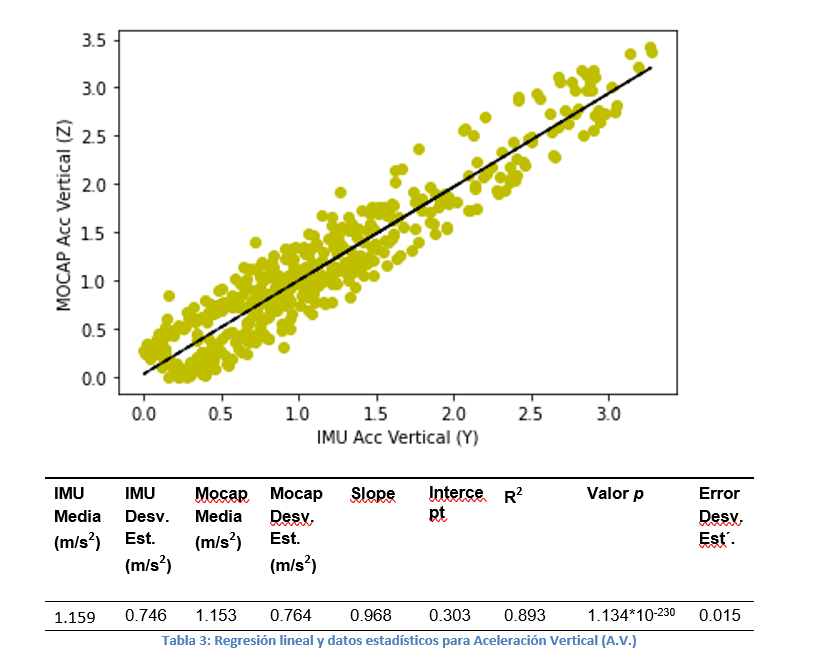 3.5
3.0
2.5
2.0
1.5
1.0
0.5
0.0
MOCAP Acc Vertical (Z)
0.0 0.5 1.0 1.5 2.0 2.5 3.0
IMU Acc Vertical (Y)
IMU Media (m/s²) IMU Desv. Est. (m/s²) Mocap Media (m/s²) Mocap Desv. Est. (m/s²) Slope Intercept R² Valor p Error Desv. Est´.
1.159 0.746 1.153 0.764 0.968 0.303 0.893 1.134*10⁻²³⁰ 0.015
Tabla 3: Regresión lineal y datos estadísticos para Aceleración Vertical (A.V.)